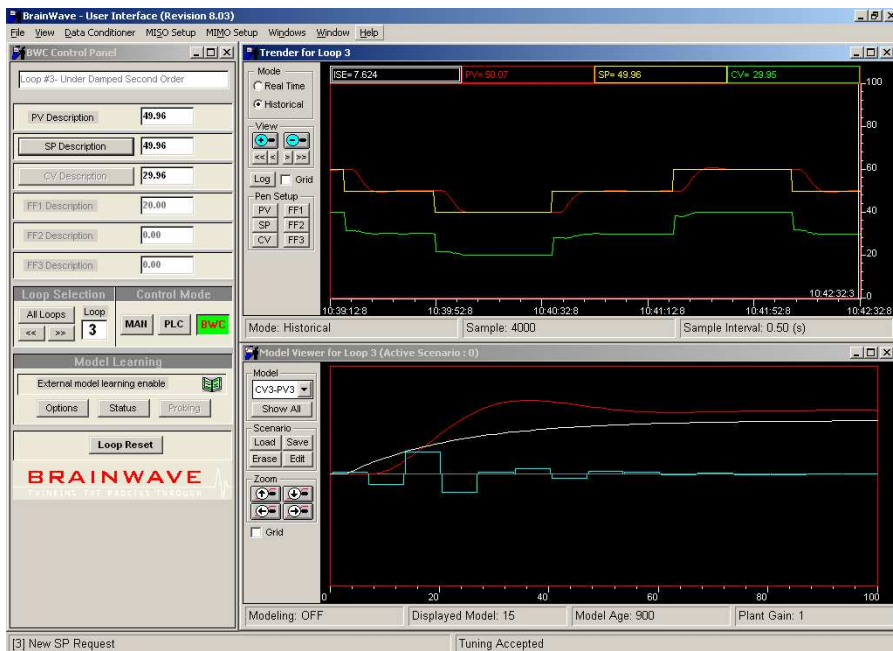 BrainWave - User Interface (Revision 8.03)
File View Data Conditioner MISO Setup MIMO Setup Windows Window Help
BWC Control Panel
Loop #3- Under Damped Second Order
PV Description 49.96
SP Description 49.96
CV Description 29.96
FF1 Description 20.00
FF2 Description 0.00
FF3 Description 0.00
Loop Selection Control Mode
All Loops Loop
<< >> 3 MAN PLC BWC
Model Learning
External model learning enable
Options Status Probing
Loop Reset
BRAINWAVE
THINKING THE PROCESS THROUGH
Trender for Loop 3
Mode
Real Time
Historical
View
<< < > >>
Log Grid
Pen Setup
PV FF1
SP FF2
CV FF3
ISE= 7.624 PV= 50.07 SP= 49.96 CV= 29.95
100
80
60
40
20
0
10:42:32:3
10:39:12:8 10:39:52:8 10:40:32:8 10:41:12:8 10:41:52:8 10:42:32:8
Mode: Historical Sample: 4000 Sample Interval: 0.50 (s)
Model Viewer for Loop 3 (Active Scenario : 0)
Model
CV3-PV3
Show All
Scenario
Load Save
Erase Edit
Zoom
Grid
0 20 40 60 80 100
Modeling: OFF Displayed Model: 15 Model Age: 900 Plant Gain: 1
[3] New SP Request Tuning Accepted